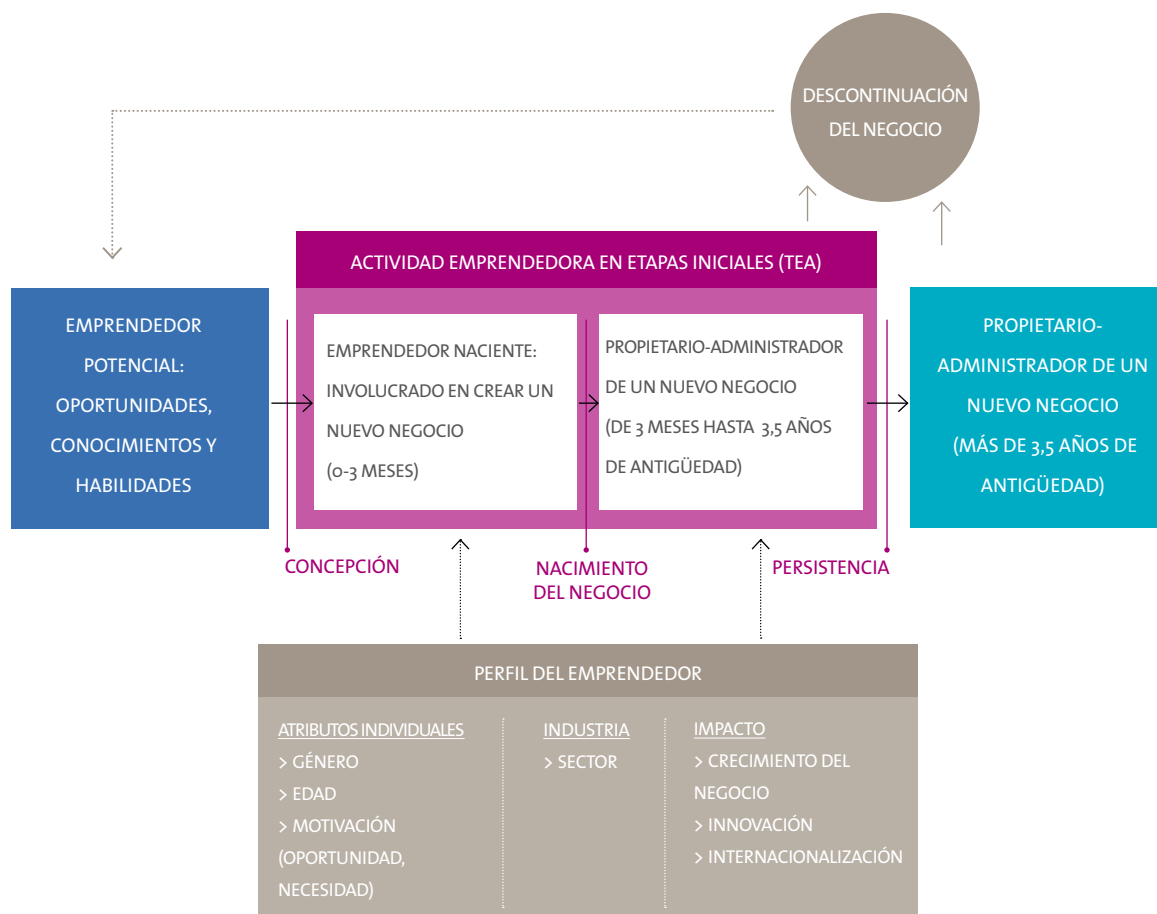 DESCONTINUACIÓN
DEL NEGOCIO
ACTIVIDAD EMPRENDEDORA EN ETAPAS INICIALES (TEA)
EMPRENDEDOR
POTENCIAL:
OPORTUNIDADES,
CONOCIMIENTOS Y
HABILIDADES
EMPRENDEDOR NACIENTE:
INVOLUCRADO EN CREAR UN
NUEVO NEGOCIO
(0-3 MESES)
PROPIETARIO-ADMINISTRADOR
DE UN NUEVO NEGOCIO
(DE 3 MESES HASTA 3,5 AÑOS
DE ANTIGÜEDAD)
PROPIETARIO-
ADMINISTRADOR DE UN
NUEVO NEGOCIO
(MÁS DE 3,5 AÑOS DE
ANTIGÜEDAD)
CONCEPCIÓN
NACIMIENTO
DEL NEGOCIO
PERSISTENCIA
PERFIL DEL EMPRENDEDOR
ATRIBUTOS INDIVIDUALES
> GÉNERO
> EDAD
> MOTIVACIÓN
(OPORTUNIDAD,
NECESIDAD)
INDUSTRIA
> SECTOR
IMPACTO
> CRECIMIENTO DEL
NEGOCIO
> INNOVACIÓN
> INTERNACIONALIZACIÓN